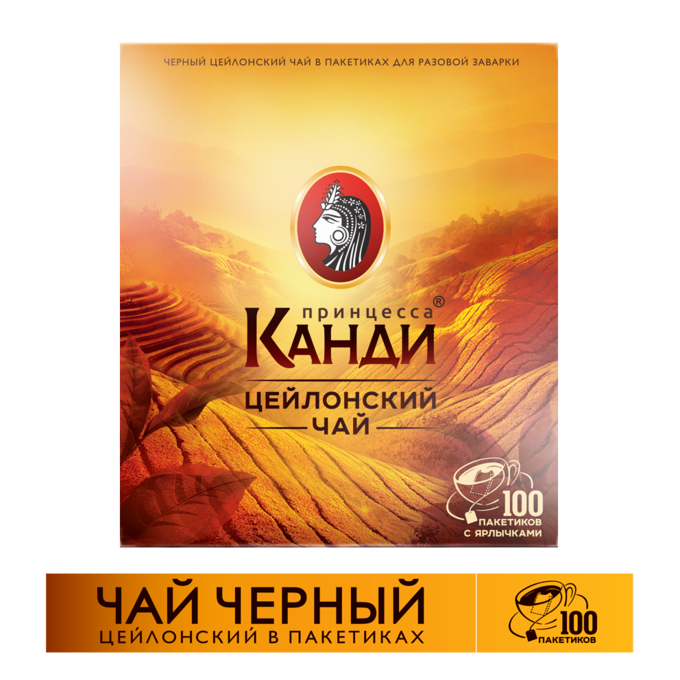 ЧЕРНЫЙ ЦЕЙЛОНСКИЙ ЧАЙ В ПАКЕТИКАХ ДЛЯ РАЗОВОЙ ЗАВАРКИ
ПРИНЦЕССА®
КАНДИ
ЦЕЙЛОНСКИЙ
ЧАЙ
100
ПАКЕТИКОВ
С ЯРЛЫЧКАМИ
ЧАЙ ЧЕРНЫЙ
ЦЕЙЛОНСКИЙ В ПАКЕТИКАХ
100
ПАКЕТИКОВ